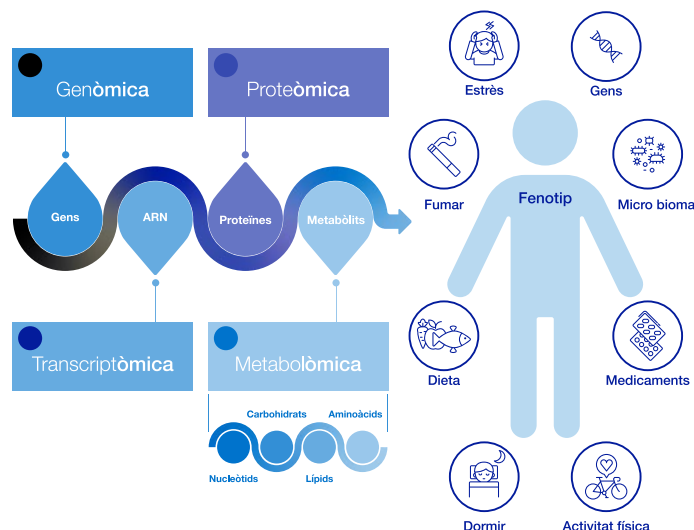 Genòmica
Proteòmica
Gens
ARN
Proteïnes
Metabòlits
Transcriptòmica
Metabolòmica
Carbohidrats
Aminoàcids
Nucleòtids
Lípids
Estrès
Gens
Fumar
Fenotip
Micro bioma
Dieta
Medicaments
Dormir
Activitat física